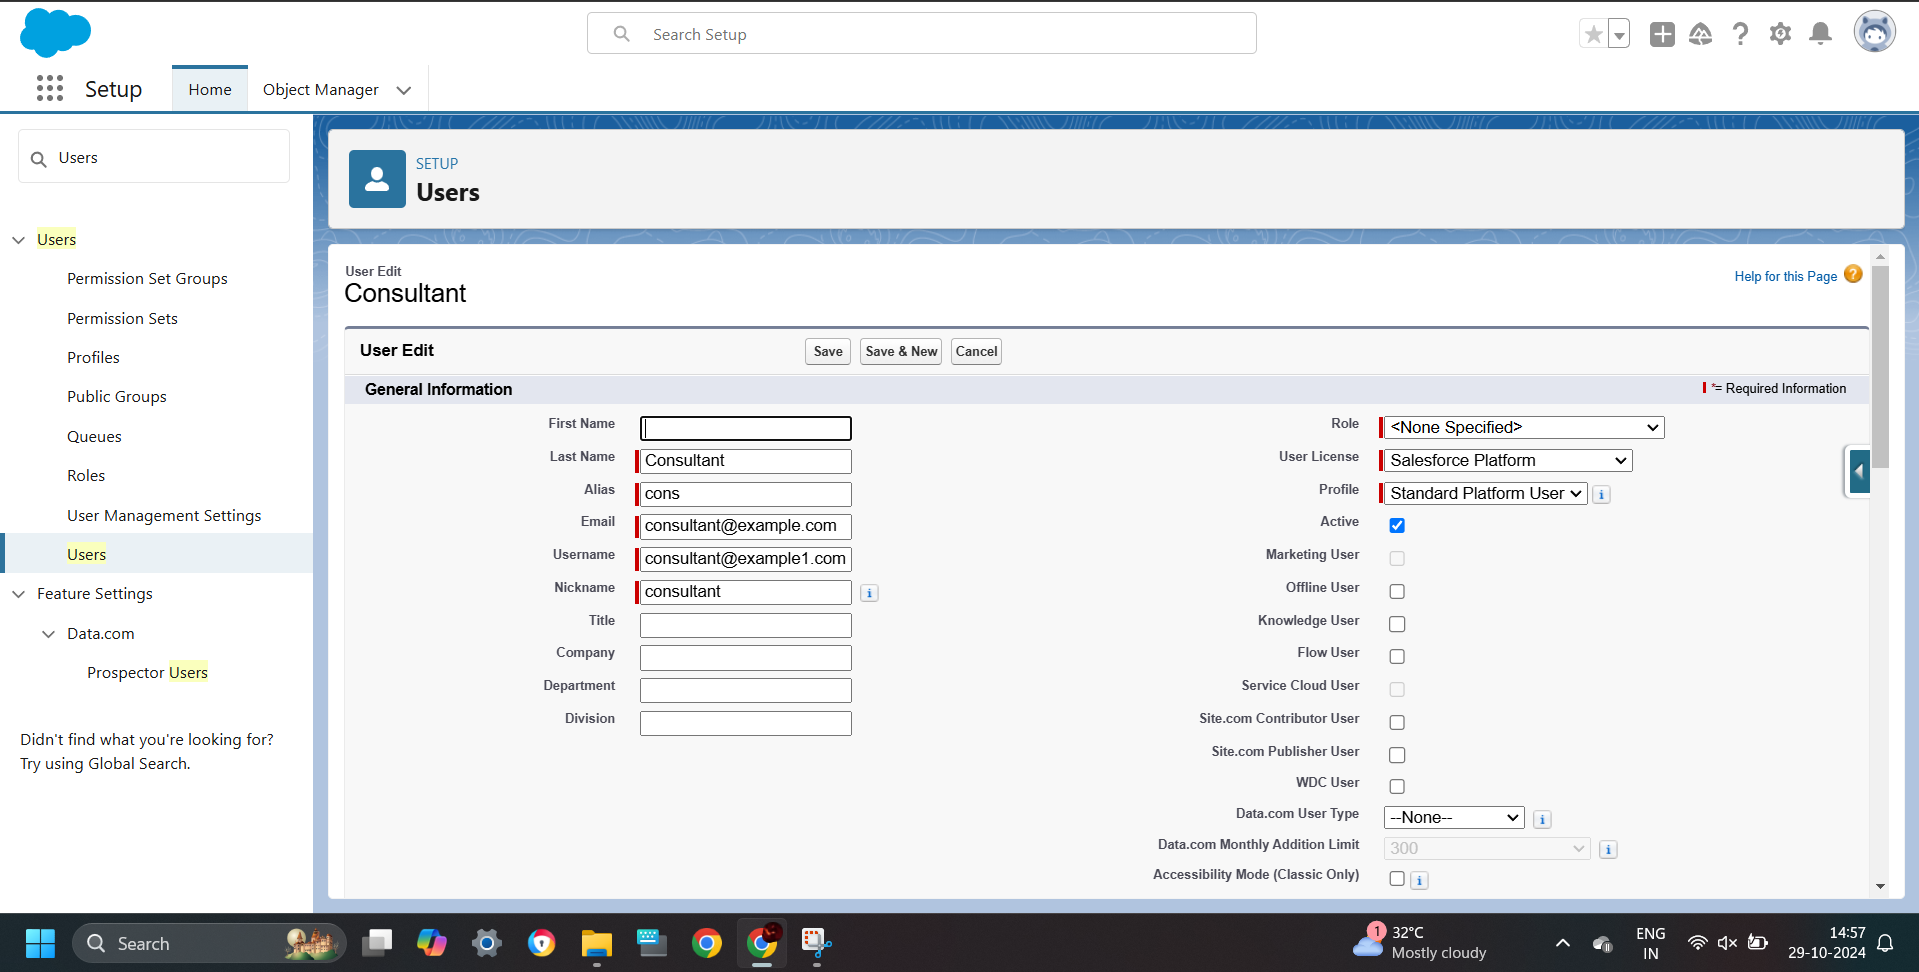 Search Setup
Setup
Home
Object Manager
Users
Users
Permission Set Groups
Permission Sets
Profiles
Public Groups
Queues
Roles
User Management Settings
Users
Feature Settings
Data.com
Prospector Users
Didn't find what you're looking for?
Try using Global Search.
SETUP
Users
User Edit
Consultant
Help for this Page ?
User Edit
Save
Save & New
Cancel
General Information
*= Required Information
First Name
Last Name Consultant
Alias cons
Email consultant@example.com
Username consultant@example1.com
Nickname consultant i
Title
Company
Department
Division
Role <None Specified>
User License Salesforce Platform
Profile Standard Platform User i
Active
Marketing User
Offline User
Knowledge User
Flow User
Service Cloud User
Site.com Contributor User
Site.com Publisher User
WDC User
Data.com User Type --None-- i
Data.com Monthly Addition Limit 300 i
Accessibility Mode (Classic Only) i
Search
1
32°C
Mostly cloudy
ENG
IN
14:57
29-10-2024